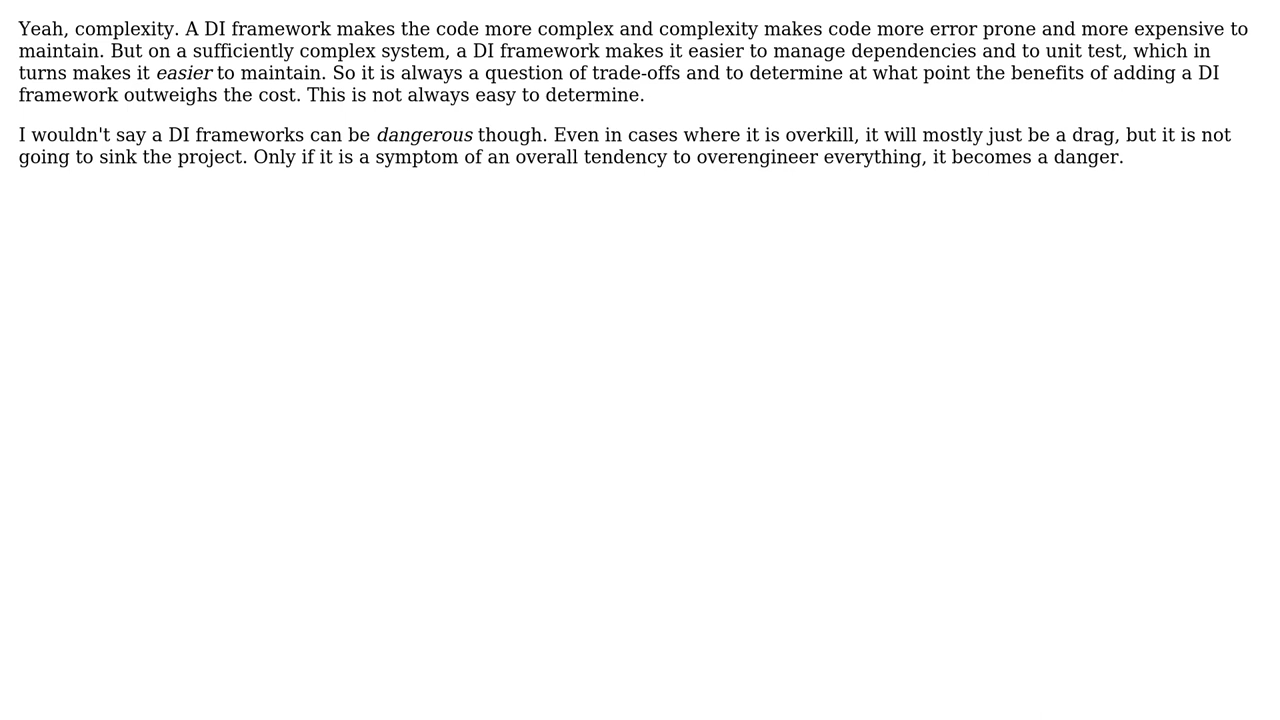 Yeah, complexity. A DI framework makes the code more complex and complexity makes code more error prone and more expensive to
maintain. But on a sufficiently complex system, a DI framework makes it easier to manage dependencies and to unit test, which in
turns makes it easier to maintain. So it is always a question of trade-offs and to determine at what point the benefits of adding a DI
framework outweighs the cost. This is not always easy to determine.
I wouldn't say a DI frameworks can be dangerous though. Even in cases where it is overkill, it will mostly just be a drag, but it is not
going to sink the project. Only if it is a symptom of an overall tendency to overengineer everything, it becomes a danger.